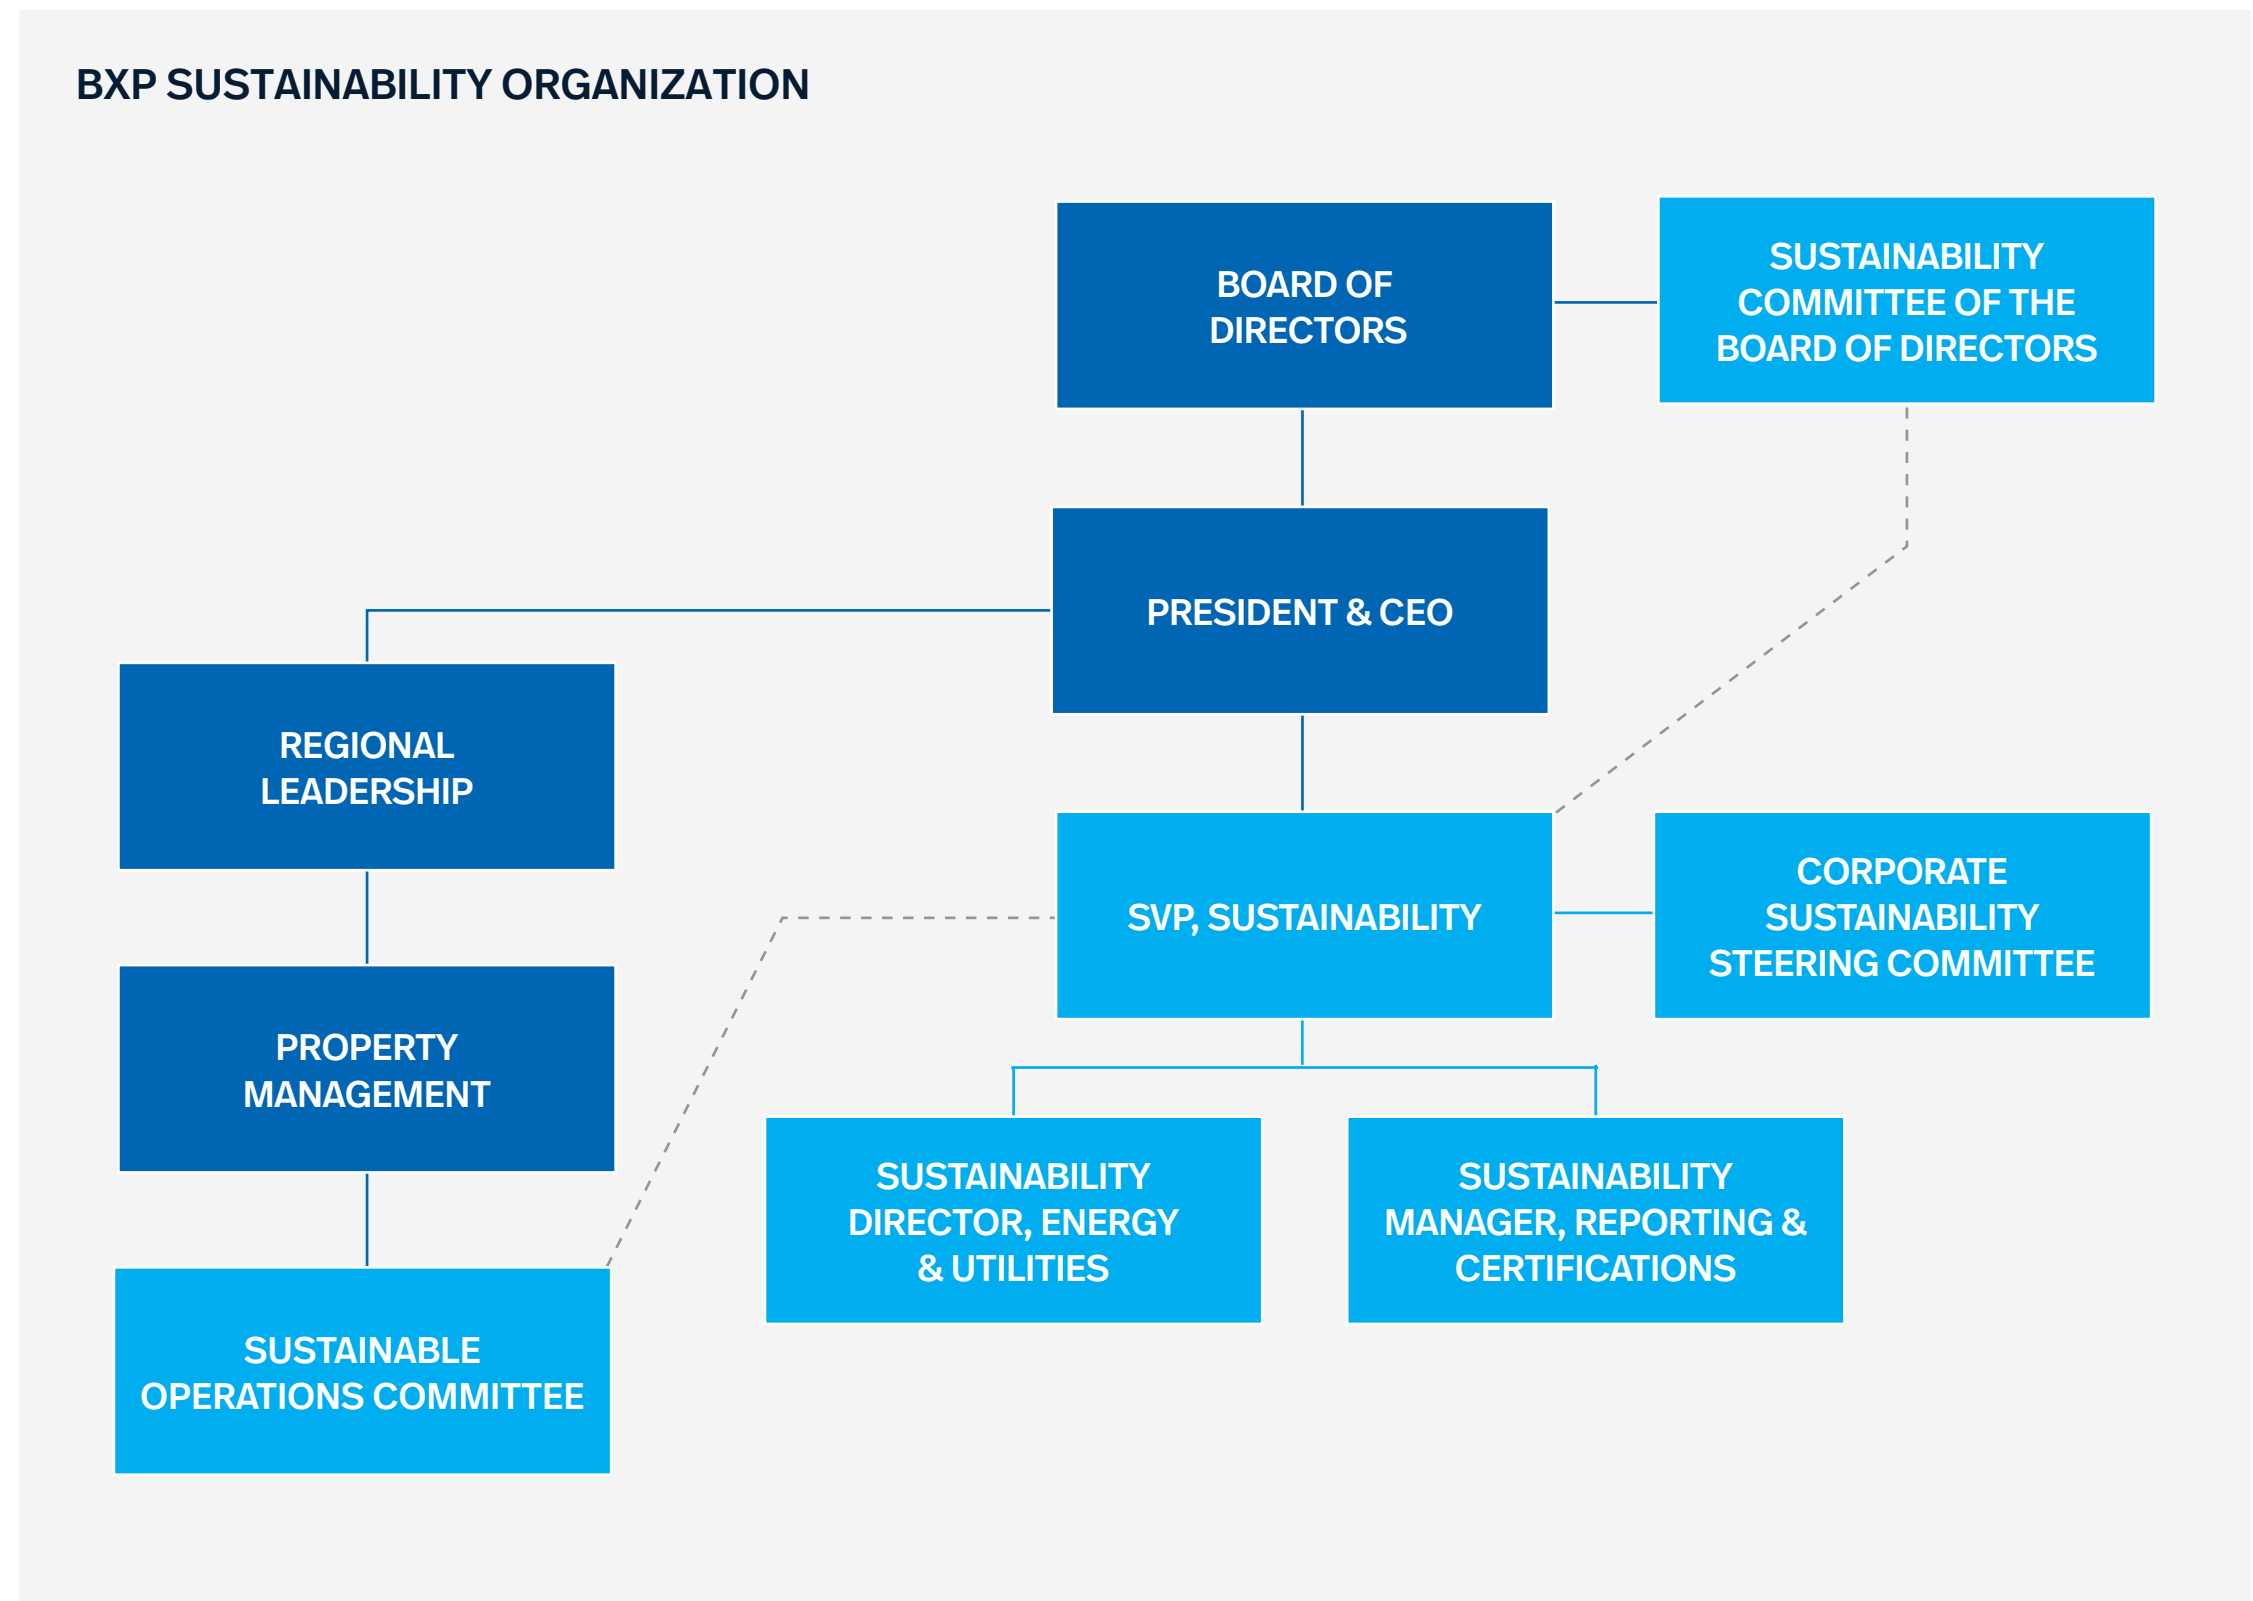 BXP SUSTAINABILITY ORGANIZATION
BOARD OF
DIRECTORS
SUSTAINABILITY
COMMITTEE OF THE
BOARD OF DIRECTORS
PRESIDENT & CEO
REGIONAL
LEADERSHIP
SVP, SUSTAINABILITY
CORPORATE
SUSTAINABILITY
STEERING COMMITTEE
PROPERTY
MANAGEMENT
SUSTAINABILITY
DIRECTOR, ENERGY
& UTILITIES
SUSTAINABILITY
MANAGER, REPORTING &
CERTIFICATIONS
SUSTAINABLE
OPERATIONS COMMITTEE